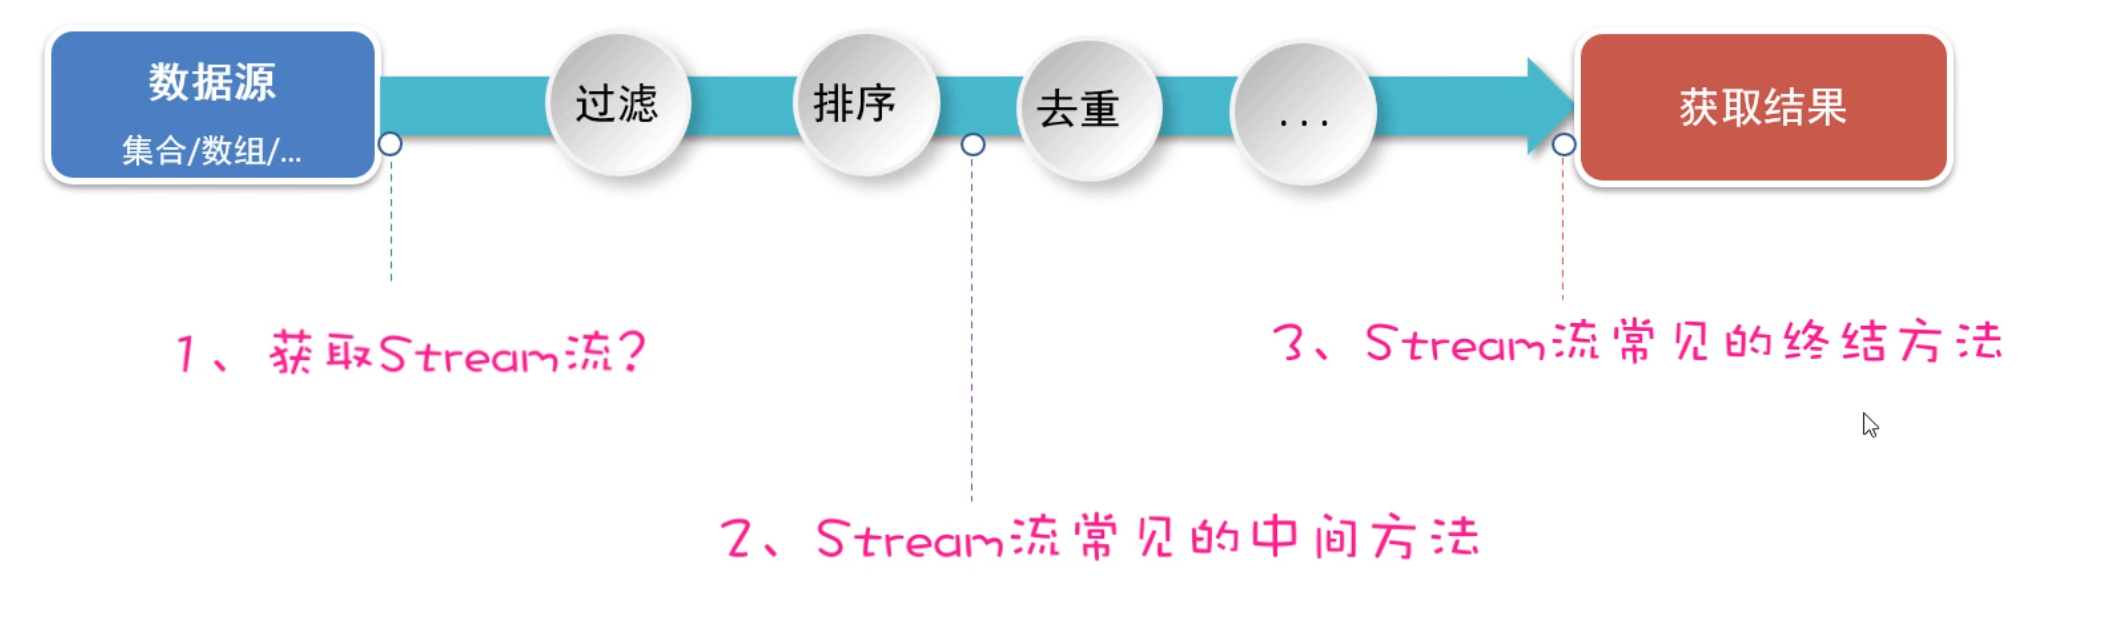 数据源
集合/数组/...
过滤
排序
去重
...
获取结果
1、获取Stream流?
3、Stream流常见的终结方法
2、Stream流常见的中间方法